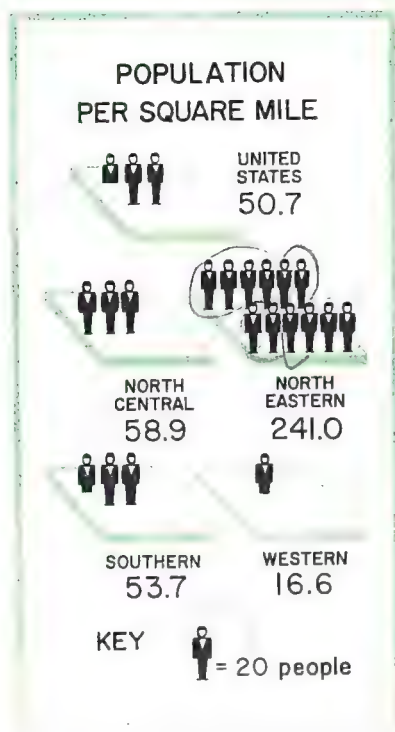 POPULATION
PER SQUARE MILE
UNITED
STATES
50.7
NORTH
CENTRAL
58.9
NORTH
EASTERN
241.0
SOUTHERN
53.7
WESTERN
16.6
KEY
= 20 people